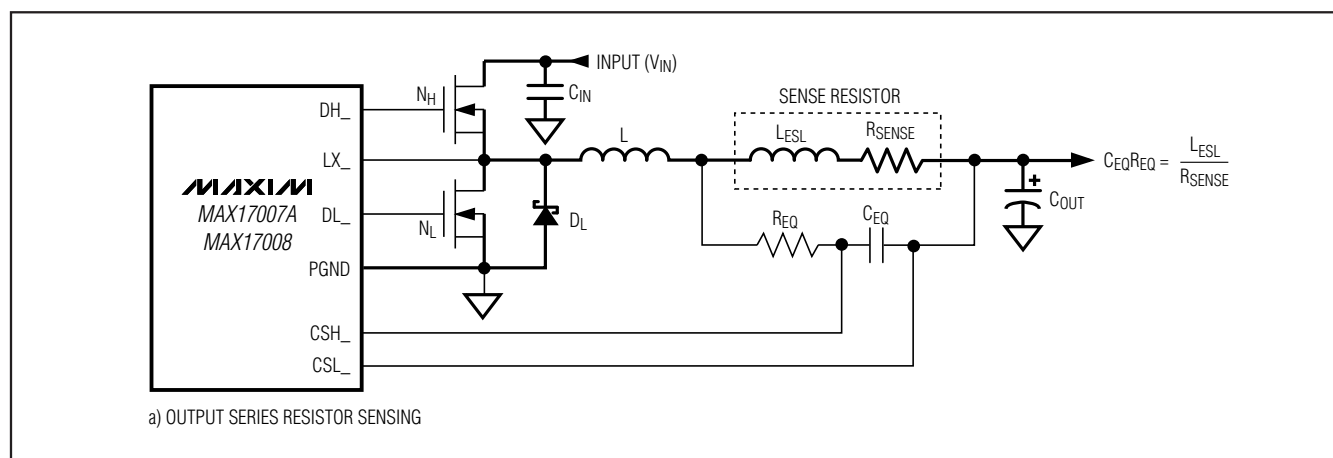 INPUT (VIN)
NH
CIN
DH_
SENSE RESISTOR
LESL
RSENSE
L
LX_
CEQREQ = LESL / RSENSE
MAXIM
MAX17007A
MAX17008
DL_
NL
DL
+
COUT
REQ
CEQ
PGND
CSH_
CSL_
a) OUTPUT SERIES RESISTOR SENSING